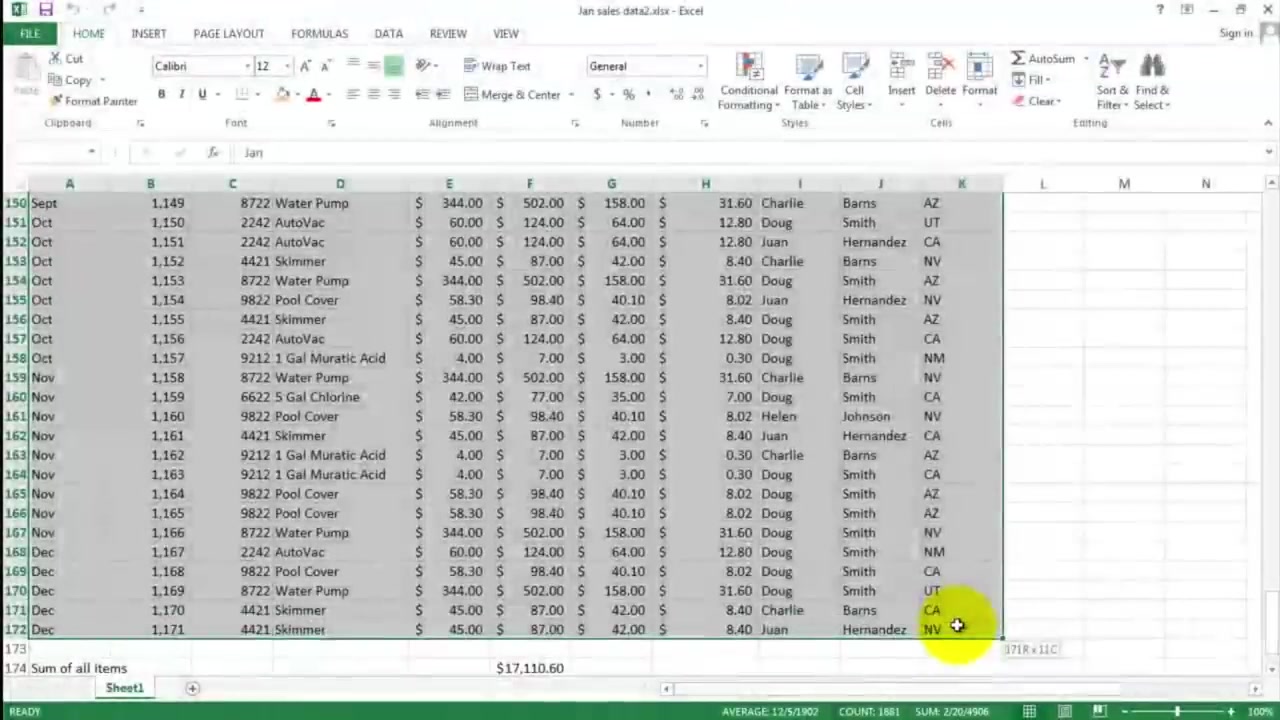 Jan sales data2.xlsx - Excel
?
Sign in
FILE HOME INSERT PAGE LAYOUT FORMULAS DATA REVIEW VIEW
Cut
Copy
Format Painter
Paste
Calibri 12
B I U
Wrap Text
Merge & Center
General
$ % ,
Conditional Formatting
Format as Table
Cell Styles
Insert
Delete
Format
AutoSum
Fill
Clear
Sort & Filter
Find & Select
Clipboard Font Alignment Number Styles Cells Editing
fx Jan
A B C D E F G H I J K L M N
150 Sept 1,149 8722 Water Pump $ 344.00 $ 502.00 $ 158.00 $ 31.60 Charlie Barns AZ
151 Oct 1,150 2242 AutoVac $ 60.00 $ 124.00 $ 64.00 $ 12.80 Doug Smith UT
152 Oct 1,151 2242 AutoVac $ 60.00 $ 124.00 $ 64.00 $ 12.80 Juan Hernandez CA
153 Oct 1,152 4421 Skimmer $ 45.00 $ 87.00 $ 42.00 $ 8.40 Charlie Barns NV
154 Oct 1,153 8722 Water Pump $ 344.00 $ 502.00 $ 158.00 $ 31.60 Doug Smith AZ
155 Oct 1,154 9822 Pool Cover $ 58.30 $ 98.40 $ 40.10 $ 8.02 Juan Hernandez NV
156 Oct 1,155 4421 Skimmer $ 45.00 $ 87.00 $ 42.00 $ 8.40 Doug Smith AZ
157 Oct 1,156 2242 AutoVac $ 60.00 $ 124.00 $ 64.00 $ 12.80 Doug Smith CA
158 Oct 1,157 9212 1 Gal Muratic Acid $ 4.00 $ 7.00 $ 3.00 $ 0.30 Doug Smith NM
159 Nov 1,158 8722 Water Pump $ 344.00 $ 502.00 $ 158.00 $ 31.60 Charlie Barns NV
160 Nov 1,159 6622 5 Gal Chlorine $ 42.00 $ 77.00 $ 35.00 $ 7.00 Doug Smith CA
161 Nov 1,160 9822 Pool Cover $ 58.30 $ 98.40 $ 40.10 $ 8.02 Helen Johnson NV
162 Nov 1,161 4421 Skimmer $ 45.00 $ 87.00 $ 42.00 $ 8.40 Juan Hernandez CA
163 Nov 1,162 9212 1 Gal Muratic Acid $ 4.00 $ 7.00 $ 3.00 $ 0.30 Charlie Barns AZ
164 Nov 1,163 9212 1 Gal Muratic Acid $ 4.00 $ 7.00 $ 3.00 $ 0.30 Doug Smith CA
165 Nov 1,164 9822 Pool Cover $ 58.30 $ 98.40 $ 40.10 $ 8.02 Doug Smith AZ
166 Nov 1,165 9822 Pool Cover $ 58.30 $ 98.40 $ 40.10 $ 8.02 Doug Smith AZ
167 Nov 1,166 8722 Water Pump $ 344.00 $ 502.00 $ 158.00 $ 31.60 Doug Smith NV
168 Dec 1,167 2242 AutoVac $ 60.00 $ 124.00 $ 64.00 $ 12.80 Doug Smith NM
169 Dec 1,168 9822 Pool Cover $ 58.30 $ 98.40 $ 40.10 $ 8.02 Doug Smith CA
170 Dec 1,169 8722 Water Pump $ 344.00 $ 502.00 $ 158.00 $ 31.60 Doug Smith UT
171 Dec 1,170 4421 Skimmer $ 45.00 $ 87.00 $ 42.00 $ 8.40 Charlie Barns CA
172 Dec 1,171 4421 Skimmer $ 45.00 $ 87.00 $ 42.00 $ 8.40 Juan Hernandez NV
173 171R x 11C
174 Sum of all items $17,110.60
Sheet1
READY AVERAGE: 12/5/1902 COUNT: 1881 SUM: 2/20/4906 100%